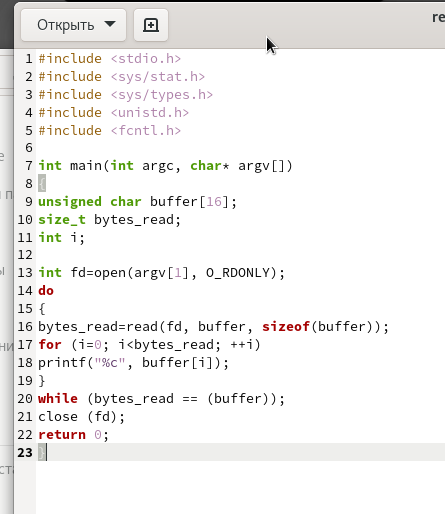 Открыть
re
1 #include <stdio.h>
2 #include <sys/stat.h>
3 #include <sys/types.h>
4 #include <unistd.h>
5 #include <fcntl.h>
6
7 int main(int argc, char* argv[])
8 {
9 unsigned char buffer[16];
10 size_t bytes_read;
11 int i;
12
13 int fd=open(argv[1], O_RDONLY);
14 do
15 {
16 bytes_read=read(fd, buffer, sizeof(buffer));
17 for (i=0; i<bytes_read; ++i)
18 printf("%c", buffer[i]);
19 }
20 while (bytes_read == (buffer));
21 close (fd);
22 return 0;
23 }